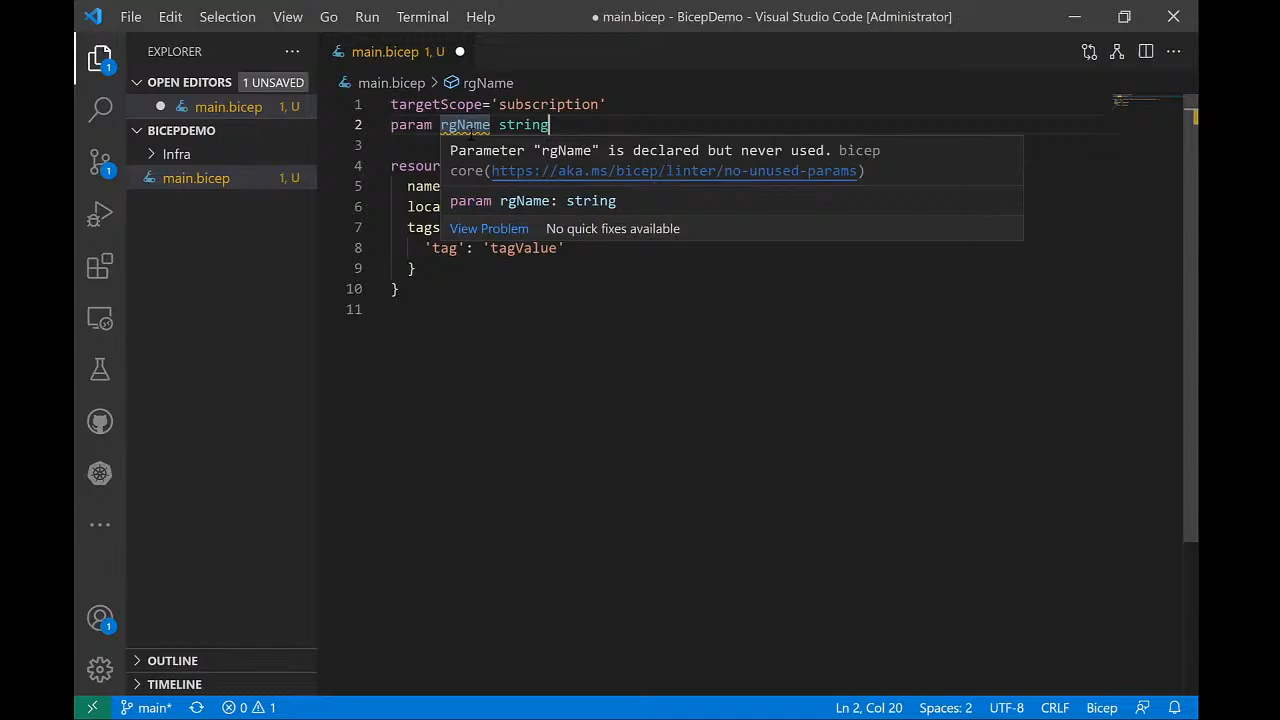 File Edit Selection View Go Run Terminal Help
● main.bicep - BicepDemo - Visual Studio Code [Administrator]
EXPLORER
OPEN EDITORS 1 UNSAVED
main.bicep 1, U
BICEPDEMO
Infra
main.bicep 1, U
OUTLINE
TIMELINE
1
1
1
main.bicep 1, U
main.bicep > rgName
1 targetScope='subscription'
2 param rgName string
3
4 resour
5 name
6 loca
7 tags
8 'tag': 'tagValue'
9 }
10 }
11
Parameter "rgName" is declared but never used. bicep
core(https://aka.ms/bicep/linter/no-unused-params)
param rgName: string
View Problem No quick fixes available
main* 0 1 Ln 2, Col 20 Spaces: 2 UTF-8 CRLF Bicep